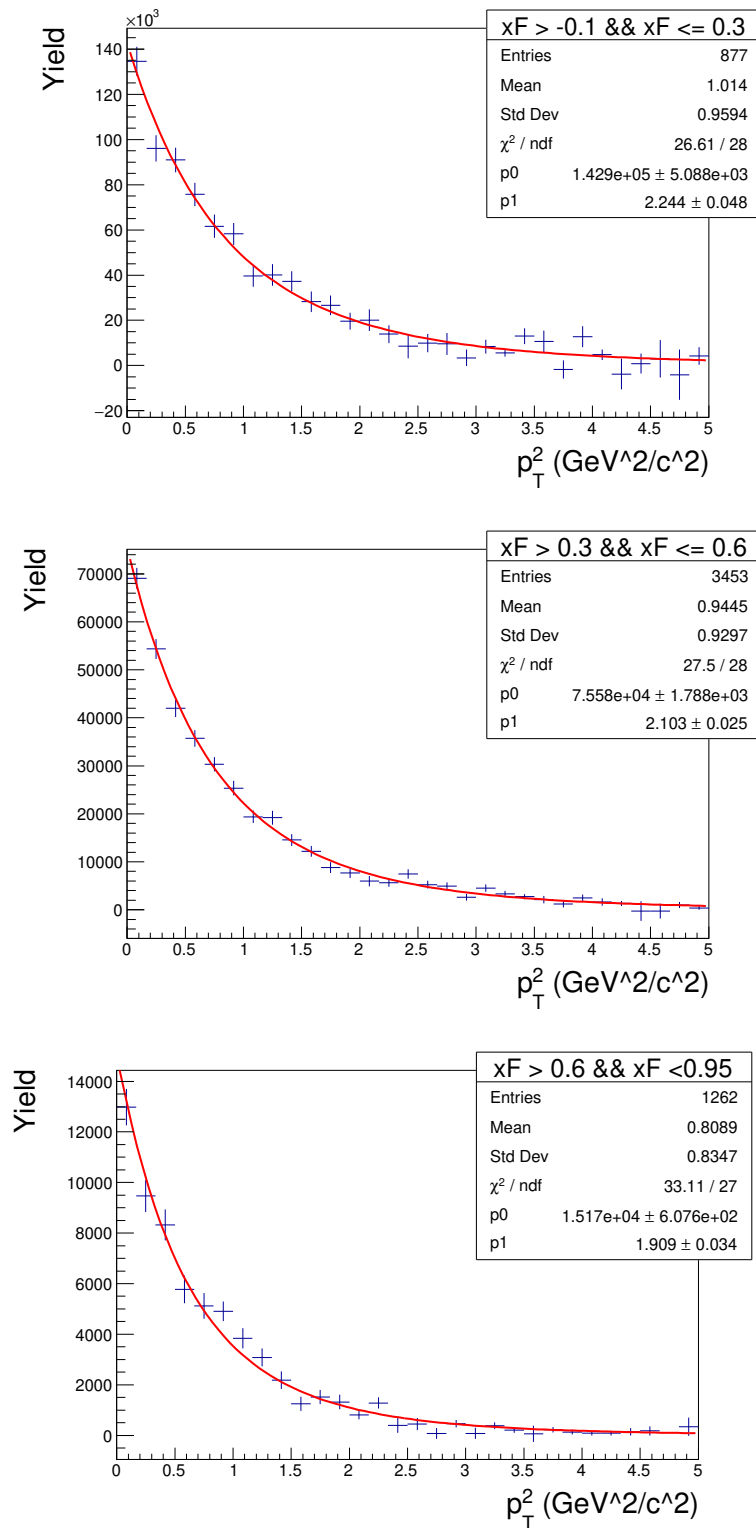 ×10³
Yield
xF > -0.1 && xF <= 0.3
Entries 877
Mean 1.014
Std Dev 0.9594
χ² / ndf 26.61 / 28
p0 1.429e+05 ± 5.088e+03
p1 2.244 ± 0.048
140
120
100
80
60
40
20
0
−20
0 0.5 1 1.5 2 2.5 3 3.5 4 4.5 5
p_T^2 (GeV^2/c^2)
Yield
xF > 0.3 && xF <= 0.6
Entries 3453
Mean 0.9445
Std Dev 0.9297
χ² / ndf 27.5 / 28
p0 7.558e+04 ± 1.788e+03
p1 2.103 ± 0.025
70000
60000
50000
40000
30000
20000
10000
0
0 0.5 1 1.5 2 2.5 3 3.5 4 4.5 5
p_T^2 (GeV^2/c^2)
Yield
xF > 0.6 && xF <0.95
Entries 1262
Mean 0.8089
Std Dev 0.8347
χ² / ndf 33.11 / 27
p0 1.517e+04 ± 6.076e+02
p1 1.909 ± 0.034
14000
12000
10000
8000
6000
4000
2000
0
0 0.5 1 1.5 2 2.5 3 3.5 4 4.5 5
p_T^2 (GeV^2/c^2)